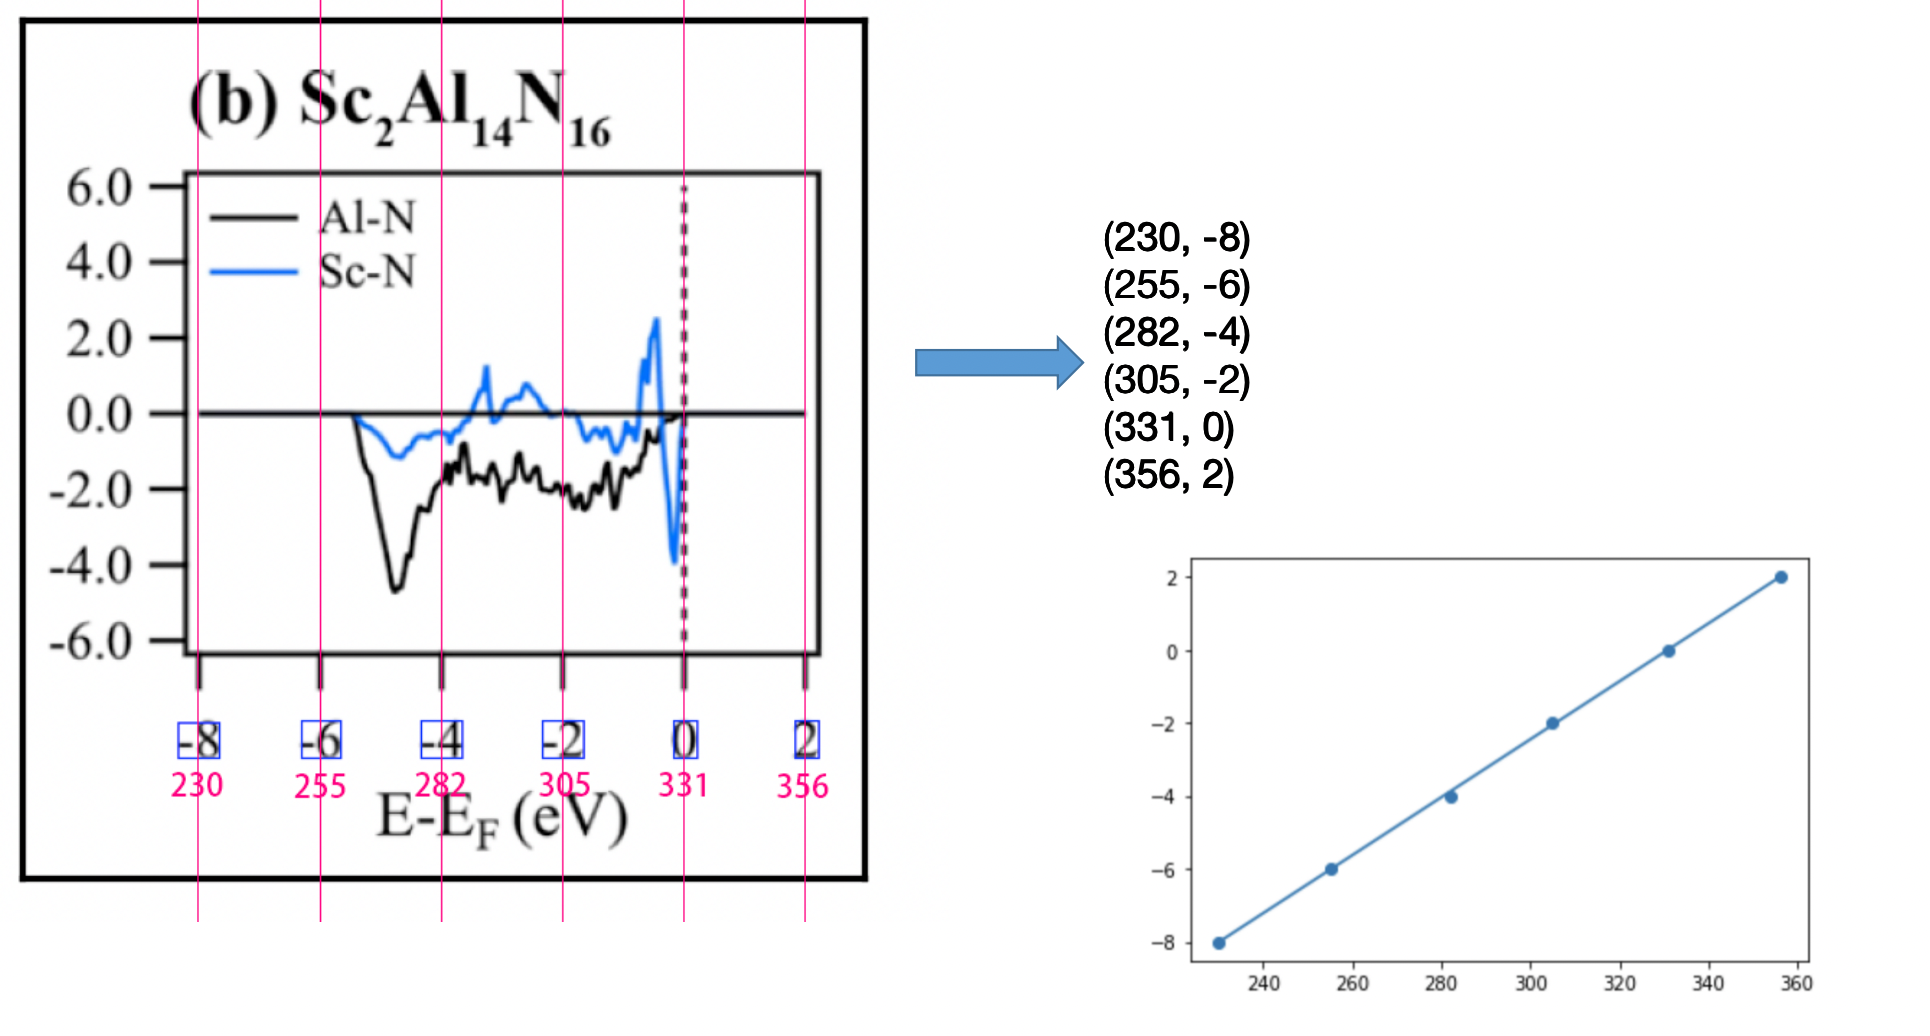 (b) Sc₂Al₁₄N₁₆
6.0
4.0
2.0
0.0
-2.0
-4.0
-6.0
Al-N
Sc-N
-8 -6 -4 -2 0 2
230 255 282 305 331 356
E-E_F (eV)
(230, -8)
(255, -6)
(282, -4)
(305, -2)
(331, 0)
(356, 2)
2
0
−2
−4
−6
−8
240 260 280 300 320 340 360